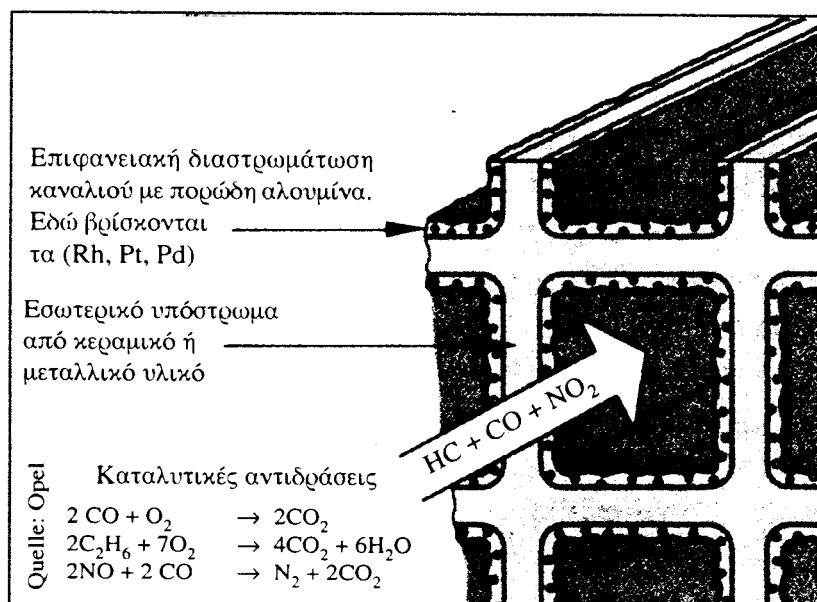 Επιφανειακή διαστρωμάτωση
καναλιού με πορώδη αλουμίνα.
Εδώ βρίσκονται
τα (Rh, Pt, Pd)
Εσωτερικό υπόστρωμα
από κεραμικό ή
μεταλλικό υλικό
HC + CO + NO₂
Quelle: Opel
Καταλυτικές αντιδράσεις
2 CO + O₂ → 2CO₂
2C₂H₆ + 7O₂ → 4CO₂ + 6H₂O
2NO + 2 CO → N₂ + 2CO₂